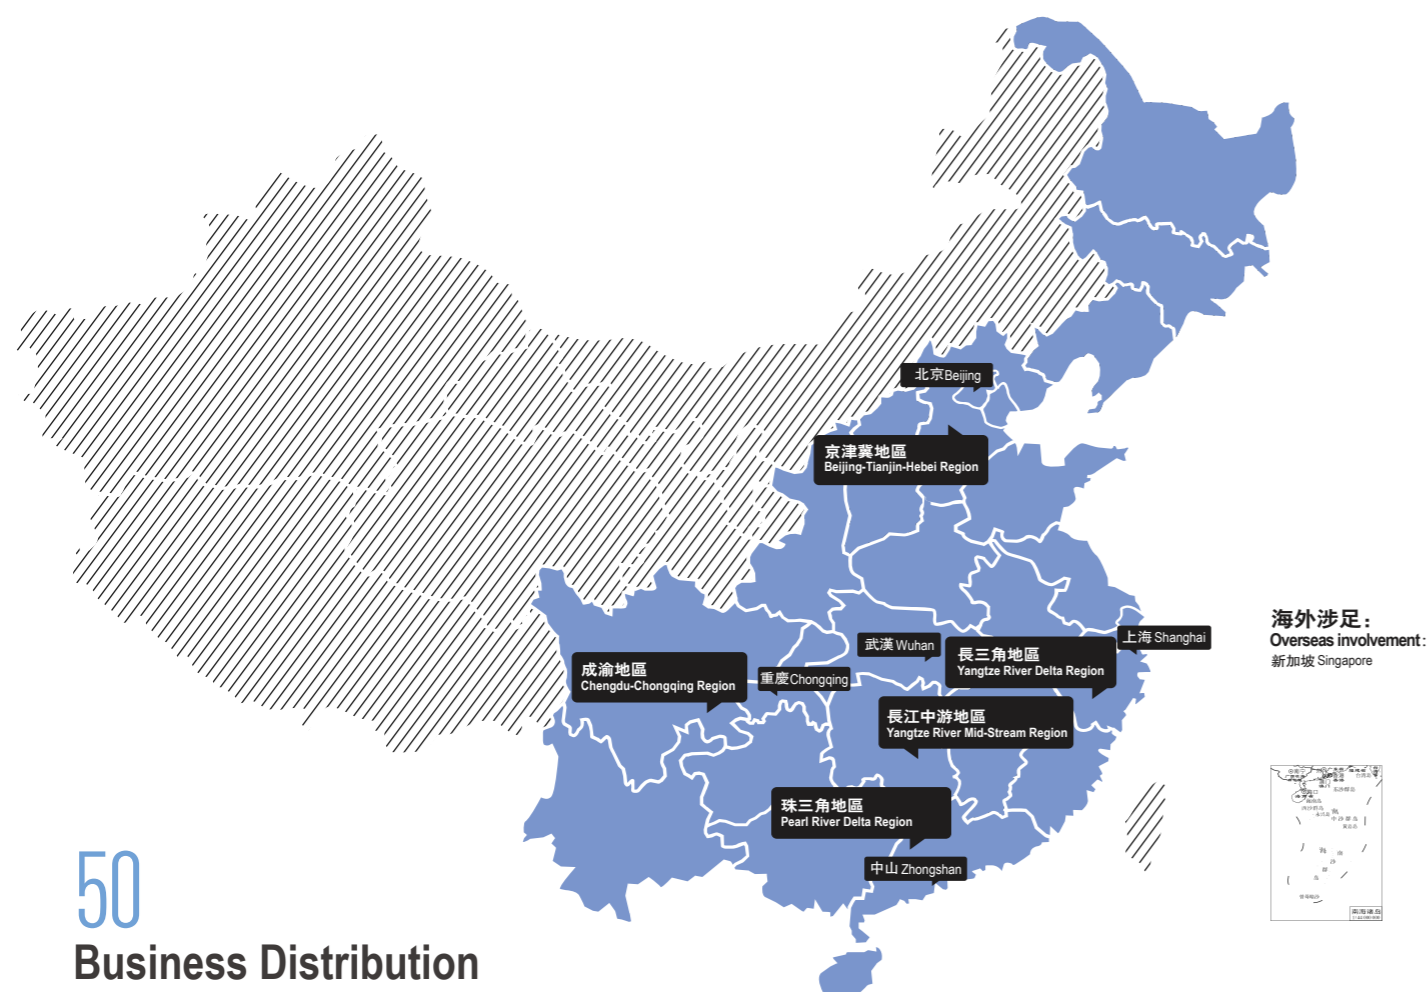 北京Beijing
京津冀地區
Beijing-Tianjin-Hebei Region
武漢 Wuhan
上海 Shanghai
長三角地區
Yangtze River Delta Region
成渝地區
Chengdu-Chongqing Region
重慶Chongqing
長江中游地區
Yangtze River Mid-Stream Region
珠三角地區
Pearl River Delta Region
中山 Zhongshan
海外涉足：
Overseas involvement：
新加坡 Singapore
南海诸岛
50
Business Distribution